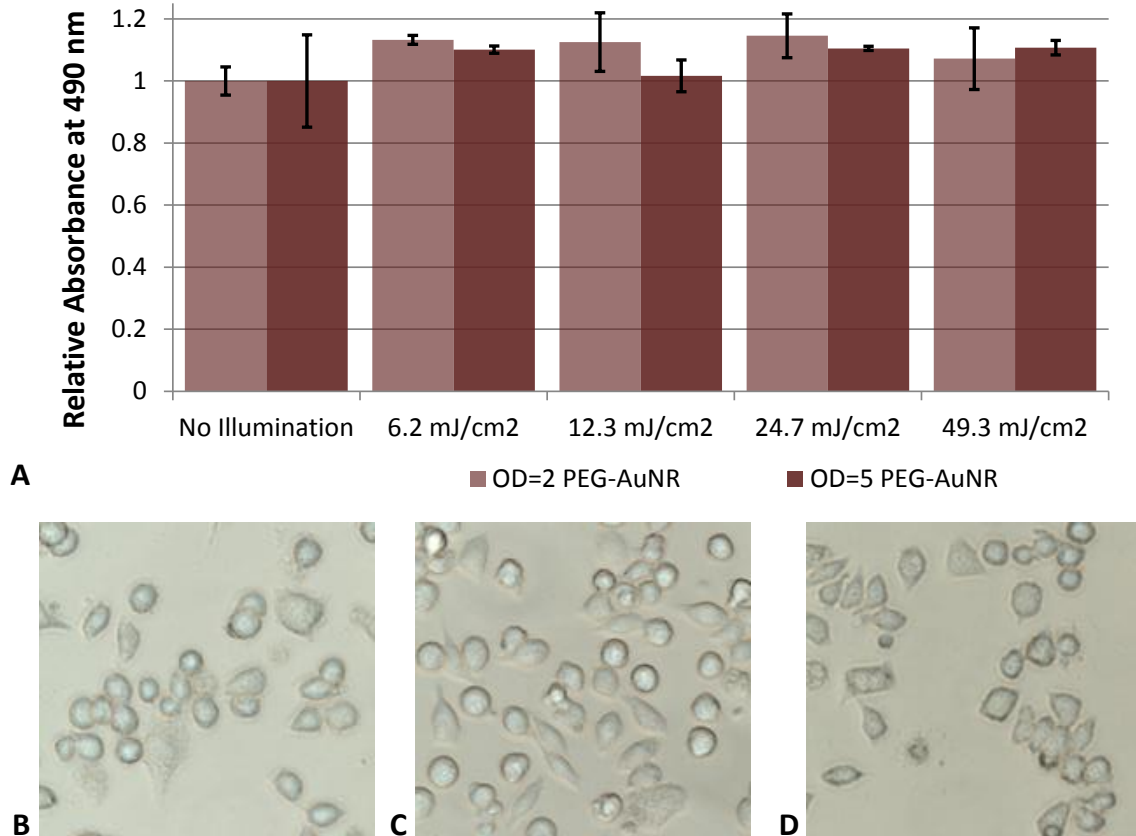 Relative Absorbance at 490 nm
1.2
1
0.8
0.6
0.4
0.2
0
No Illumination 6.2 mJ/cm2 12.3 mJ/cm2 24.7 mJ/cm2 49.3 mJ/cm2
A
OD=2 PEG-AuNR OD=5 PEG-AuNR
B C D